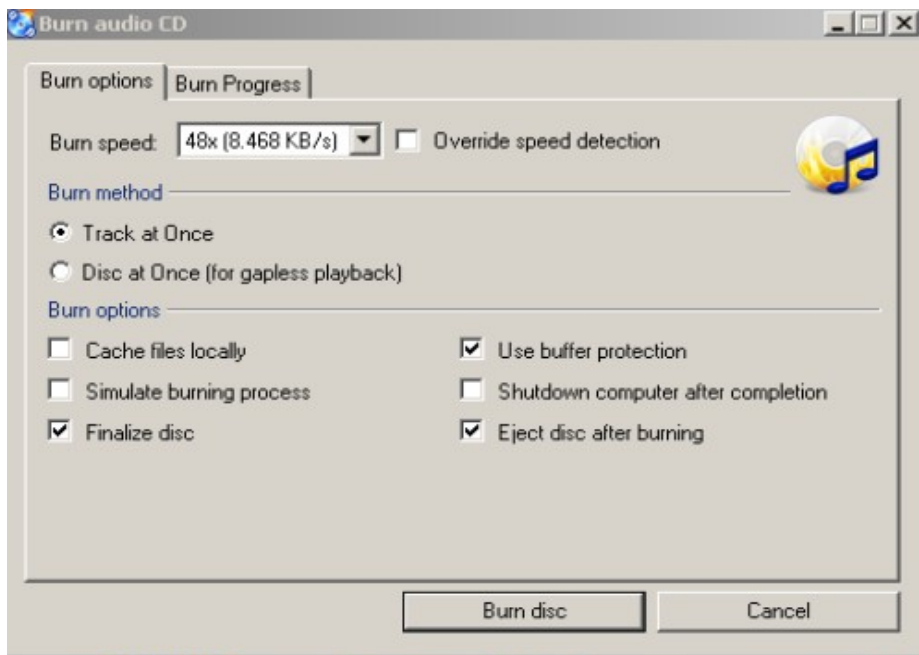 Burn audio CD
Burn options Burn Progress
Burn speed: 48x (8.468 KB/s) Override speed detection
Burn method
Track at Once
Disc at Once (for gapless playback)
Burn options
Cache files locally Use buffer protection
Simulate burning process Shutdown computer after completion
Finalize disc Eject disc after burning
Burn disc Cancel